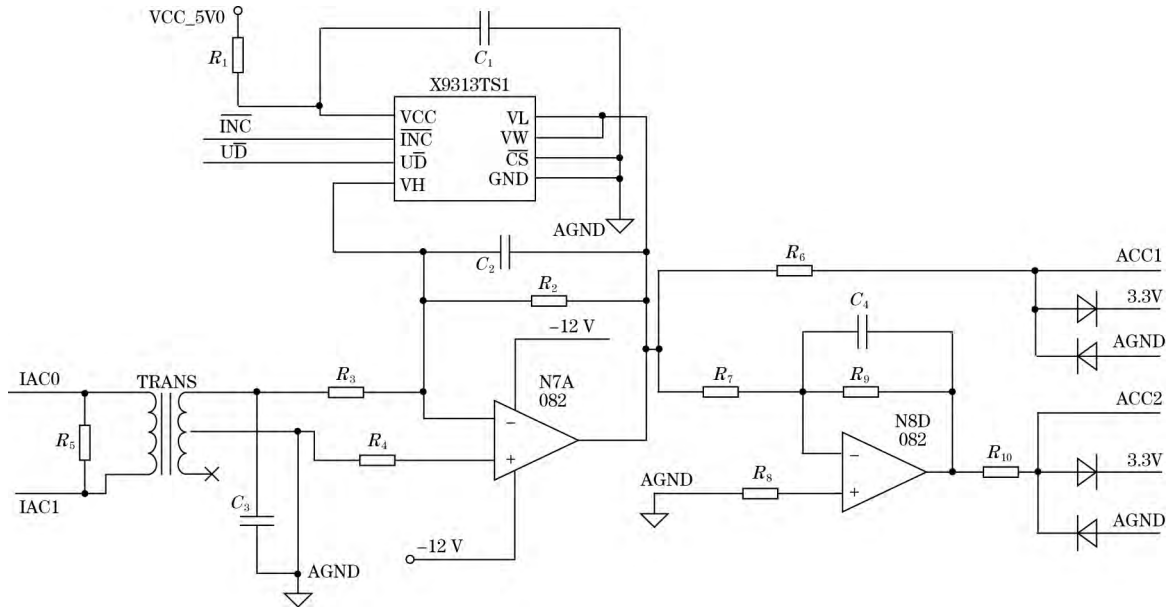 VCC_5V0
R1
C1
X9313TS1
INC
UD
VCC
INC
UD
VH
VL
VW
CS
GND
AGND
C2
R2
R6
ACC1
3.3V
AGND
C4
−12 V
IAC0
TRANS
R3
N7A
082
R7
R9
ACC2
R5
R4
N8D
082
R10
3.3V
IAC1
C3
AGND
R8
AGND
−12 V
AGND